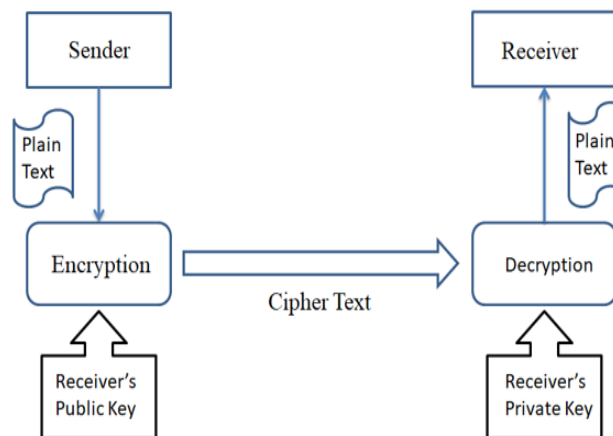 Sender
Receiver
Plain
Text
Plain
Text
Encryption
Decryption
Cipher Text
Receiver's
Public Key
Receiver's
Private Key